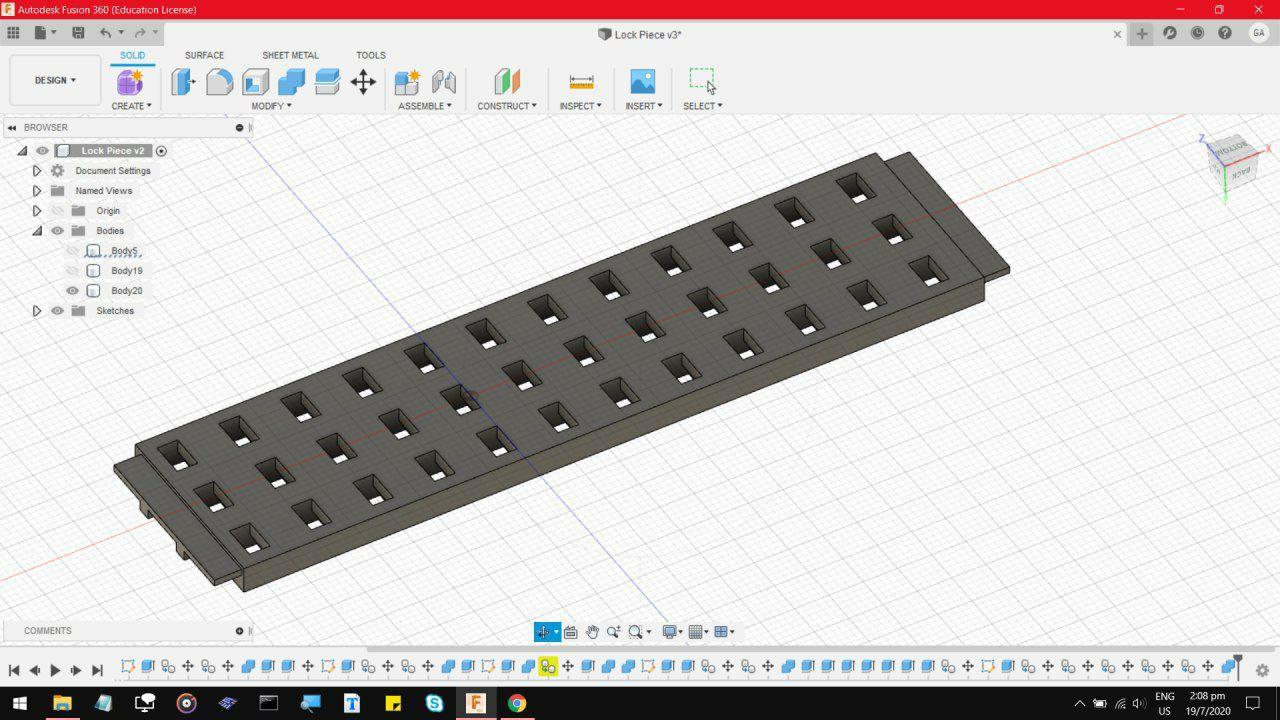 Autodesk Fusion 360 (Education License)
Lock Piece v3*
GA
SOLID SURFACE SHEET METAL TOOLS
DESIGN
CREATE MODIFY ASSEMBLE CONSTRUCT INSPECT INSERT SELECT
BROWSER
Lock Piece v2
Document Settings
Named Views
Origin
Bodies
Body5
Body19
Body20
Sketches
Z
X
BOTTOM
BACK
COMMENTS
ENG
US
2:08 pm
19/7/2020